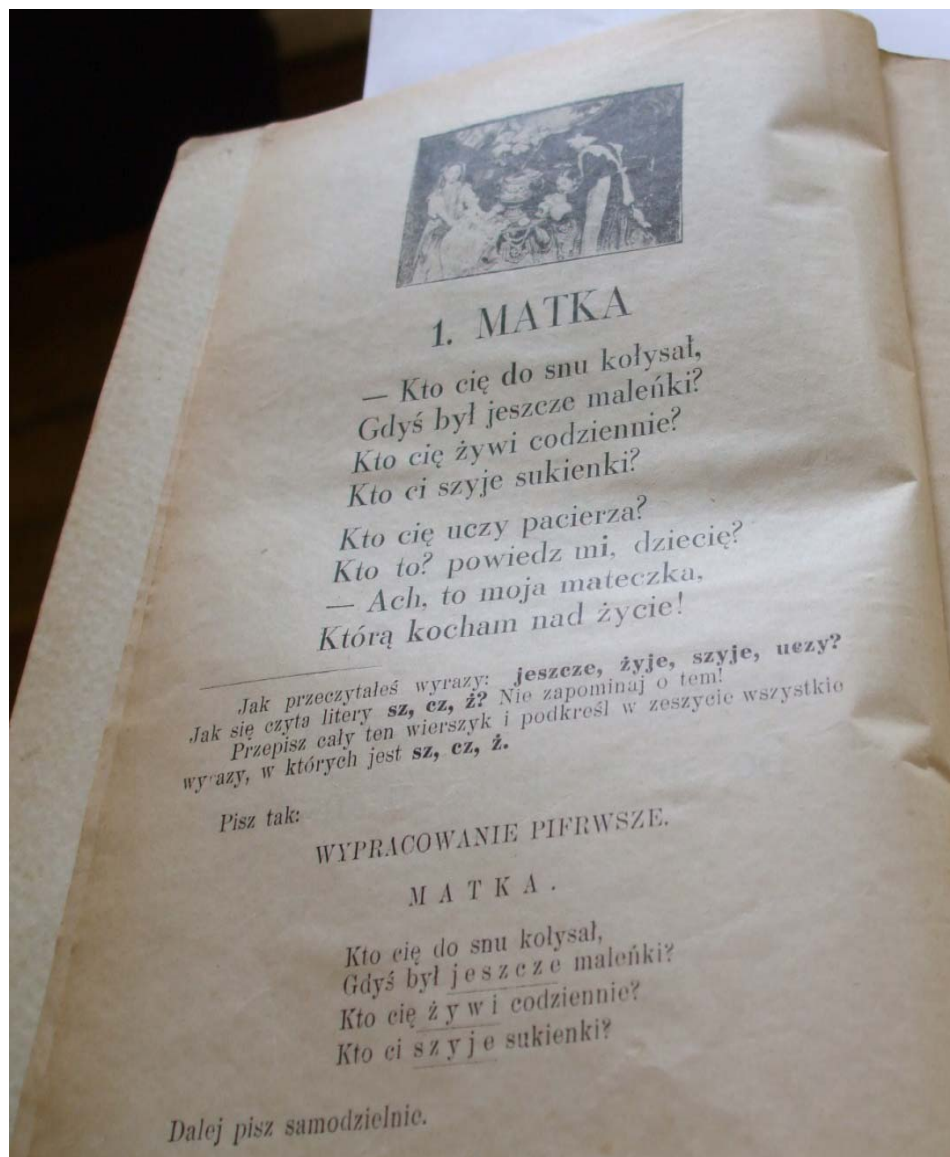 1. MATKA
— Kto cię do snu kołysał,
Gdyś był jeszcze maleńki?
Kto cię żywi codziennie?
Kto ci szyje sukienki?
Kto cię uczy pacierza?
Kto to? powiedz mi, dziecię?
— Ach, to moja mateczka,
Którą kocham nad życie!
Jak przeczytałeś wyrazy: jeszcze, żyje, szyje, uczy?
Jak się czyta litery sz, cz, ż? Nie zapominaj o tem!
Przepisz cały ten wierszyk i podkreśl w zeszycie wszystkie
wyrazy, w których jest sz, cz, ż.
Pisz tak:
WYPRACOWANIE PIERWSZE.
MATKA.
Kto cię do snu kołysał,
Gdyś był jeszcze maleńki?
Kto cię żywi codziennie?
Kto ci szyje sukienki?
Dalej pisz samodzielnie.